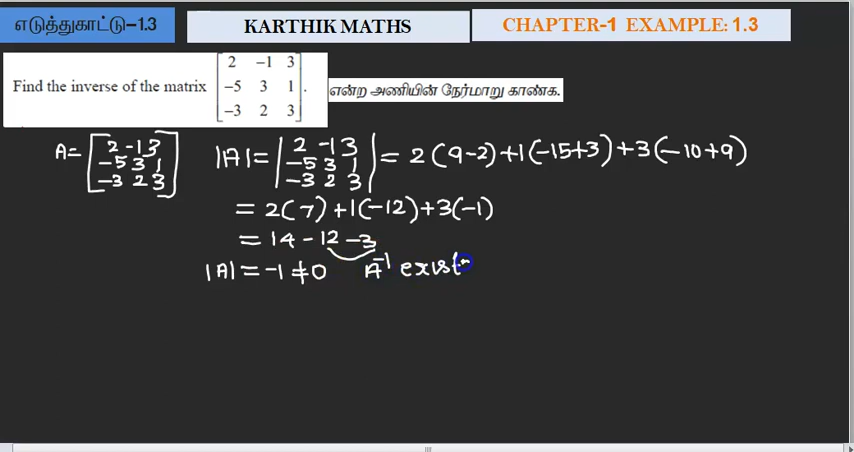 எடுத்துகாட்டு-1.3 KARTHIK MATHS CHAPTER-1 EXAMPLE: 1.3
2 -1 3
Find the inverse of the matrix -5 3 1 . என்ற அணியின் நேர்மாறு காண்க.
-3 2 3
A= [2 -1 3 |A|= |2 -1 3| = 2(9-2)+1(-15+3)+3(-10+9)
-5 3 1 -5 3 1
-3 2 3] -3 2 3
= 2(7)+1(-12)+3(-1)
= 14 - 12 - 3
|A| = -1 ≠ 0 A⁻¹ exist